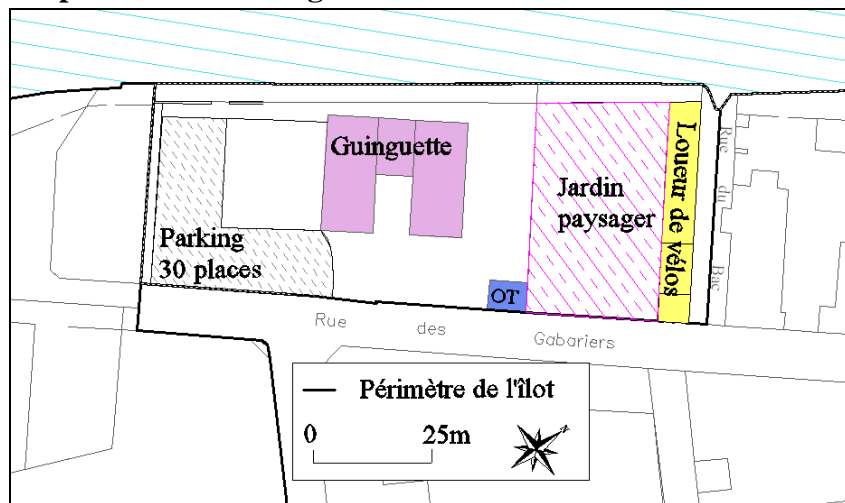 Guinguette
Loueur de vélos
Rue du Bac
Jardin
paysager
Parking
30 places
OT
Rue des Gabariers
Périmètre de l'îlot
0 25m